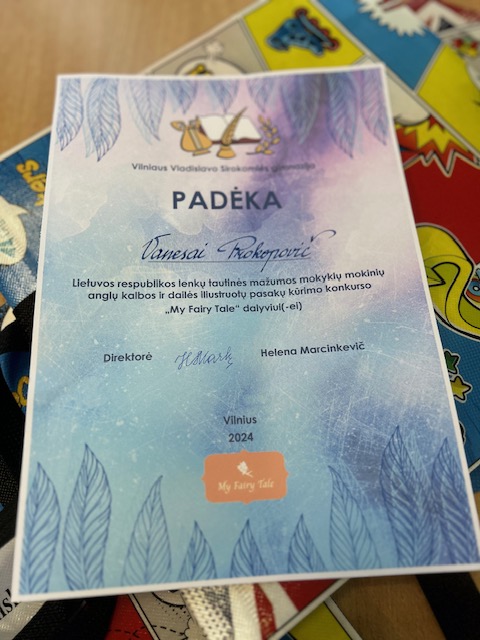 Vilniaus Vladislavo Sirokomlės gimnazija
PADĖKA
Vanesai Prokopovič
Lietuvos respublikos lenkų tautinės mažumos mokyklų mokinių
anglų kalbos ir dailės illiustruotų pasakų kūrimo konkurso
„My Fairy Tale" dalyviui(-ei)
Direktorė
Helena Marcinkevič
Vilnius
2024
My Fairy Tale